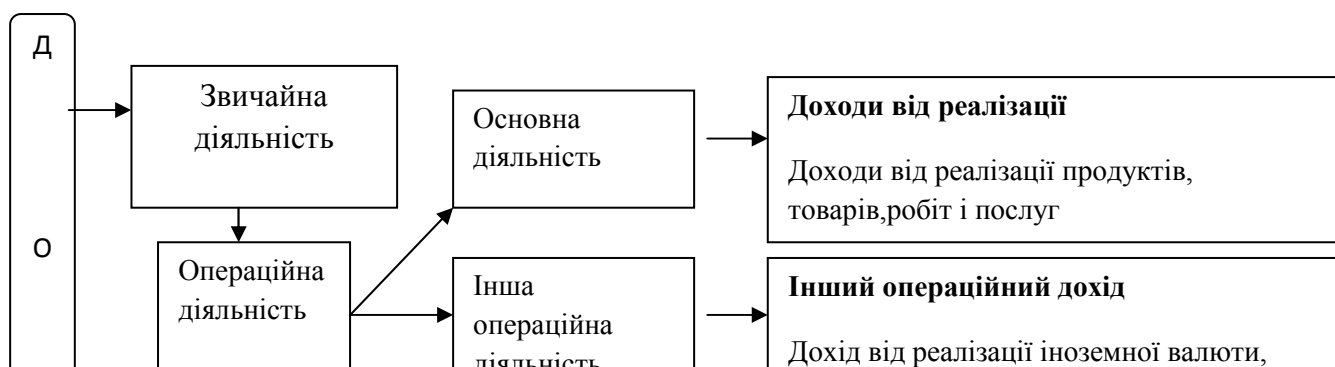 Д
О
Звичайна
діяльність
Операційна
діяльність
Основна
діяльність
Інша
операційна
діяльність
Доходи від реалізації
Доходи від реалізації продуктів,
товарів,робіт і послуг
Інший операційний дохід
Дохід від реалізації іноземної валюти,